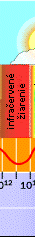 infračervené
žiarenie
10¹² 10¹